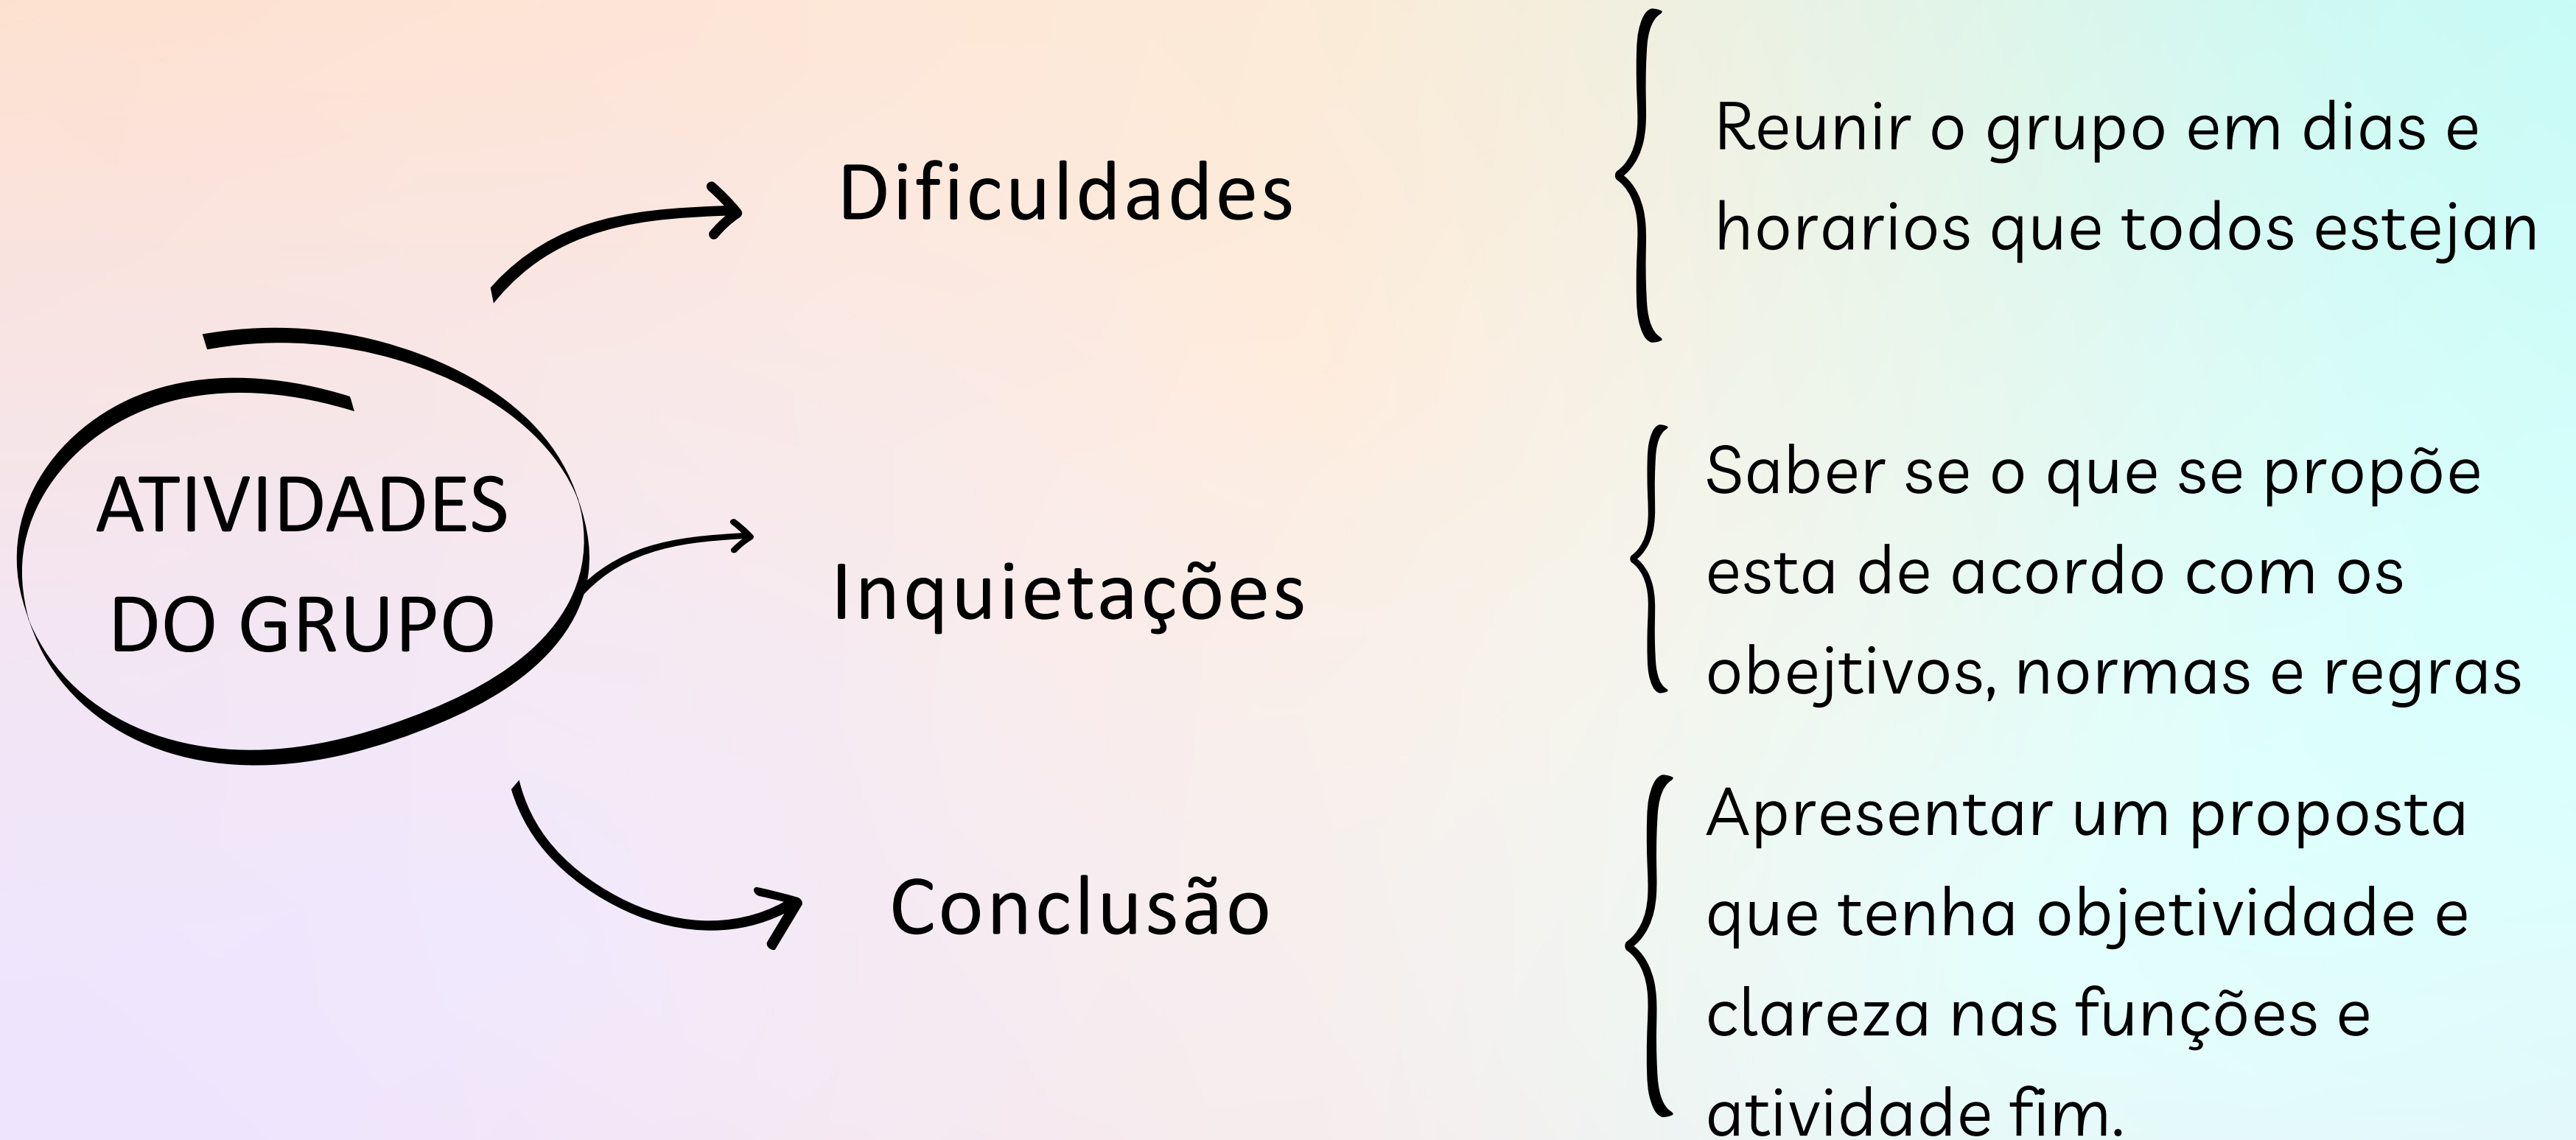 ATIVIDADES
DO GRUPO
Dificuldades
Reunir o grupo em dias e
horarios que todos estejan
Inquietações
Saber se o que se propõe
esta de acordo com os
obejtivos, normas e regras
Conclusão
Apresentar um proposta
que tenha objetividade e
clareza nas funções e
atividade fim.